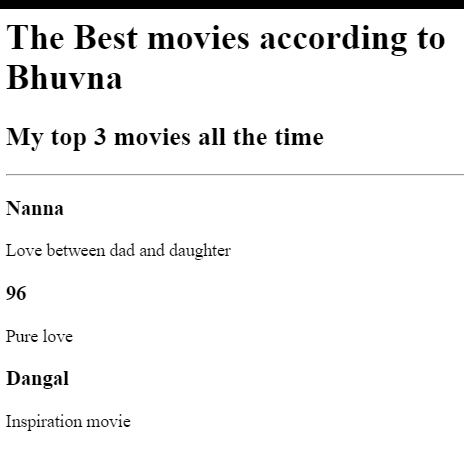 The Best movies according to
Bhuvna
My top 3 movies all the time
Nanna
Love between dad and daughter
96
Pure love
Dangal
Inspiration movie